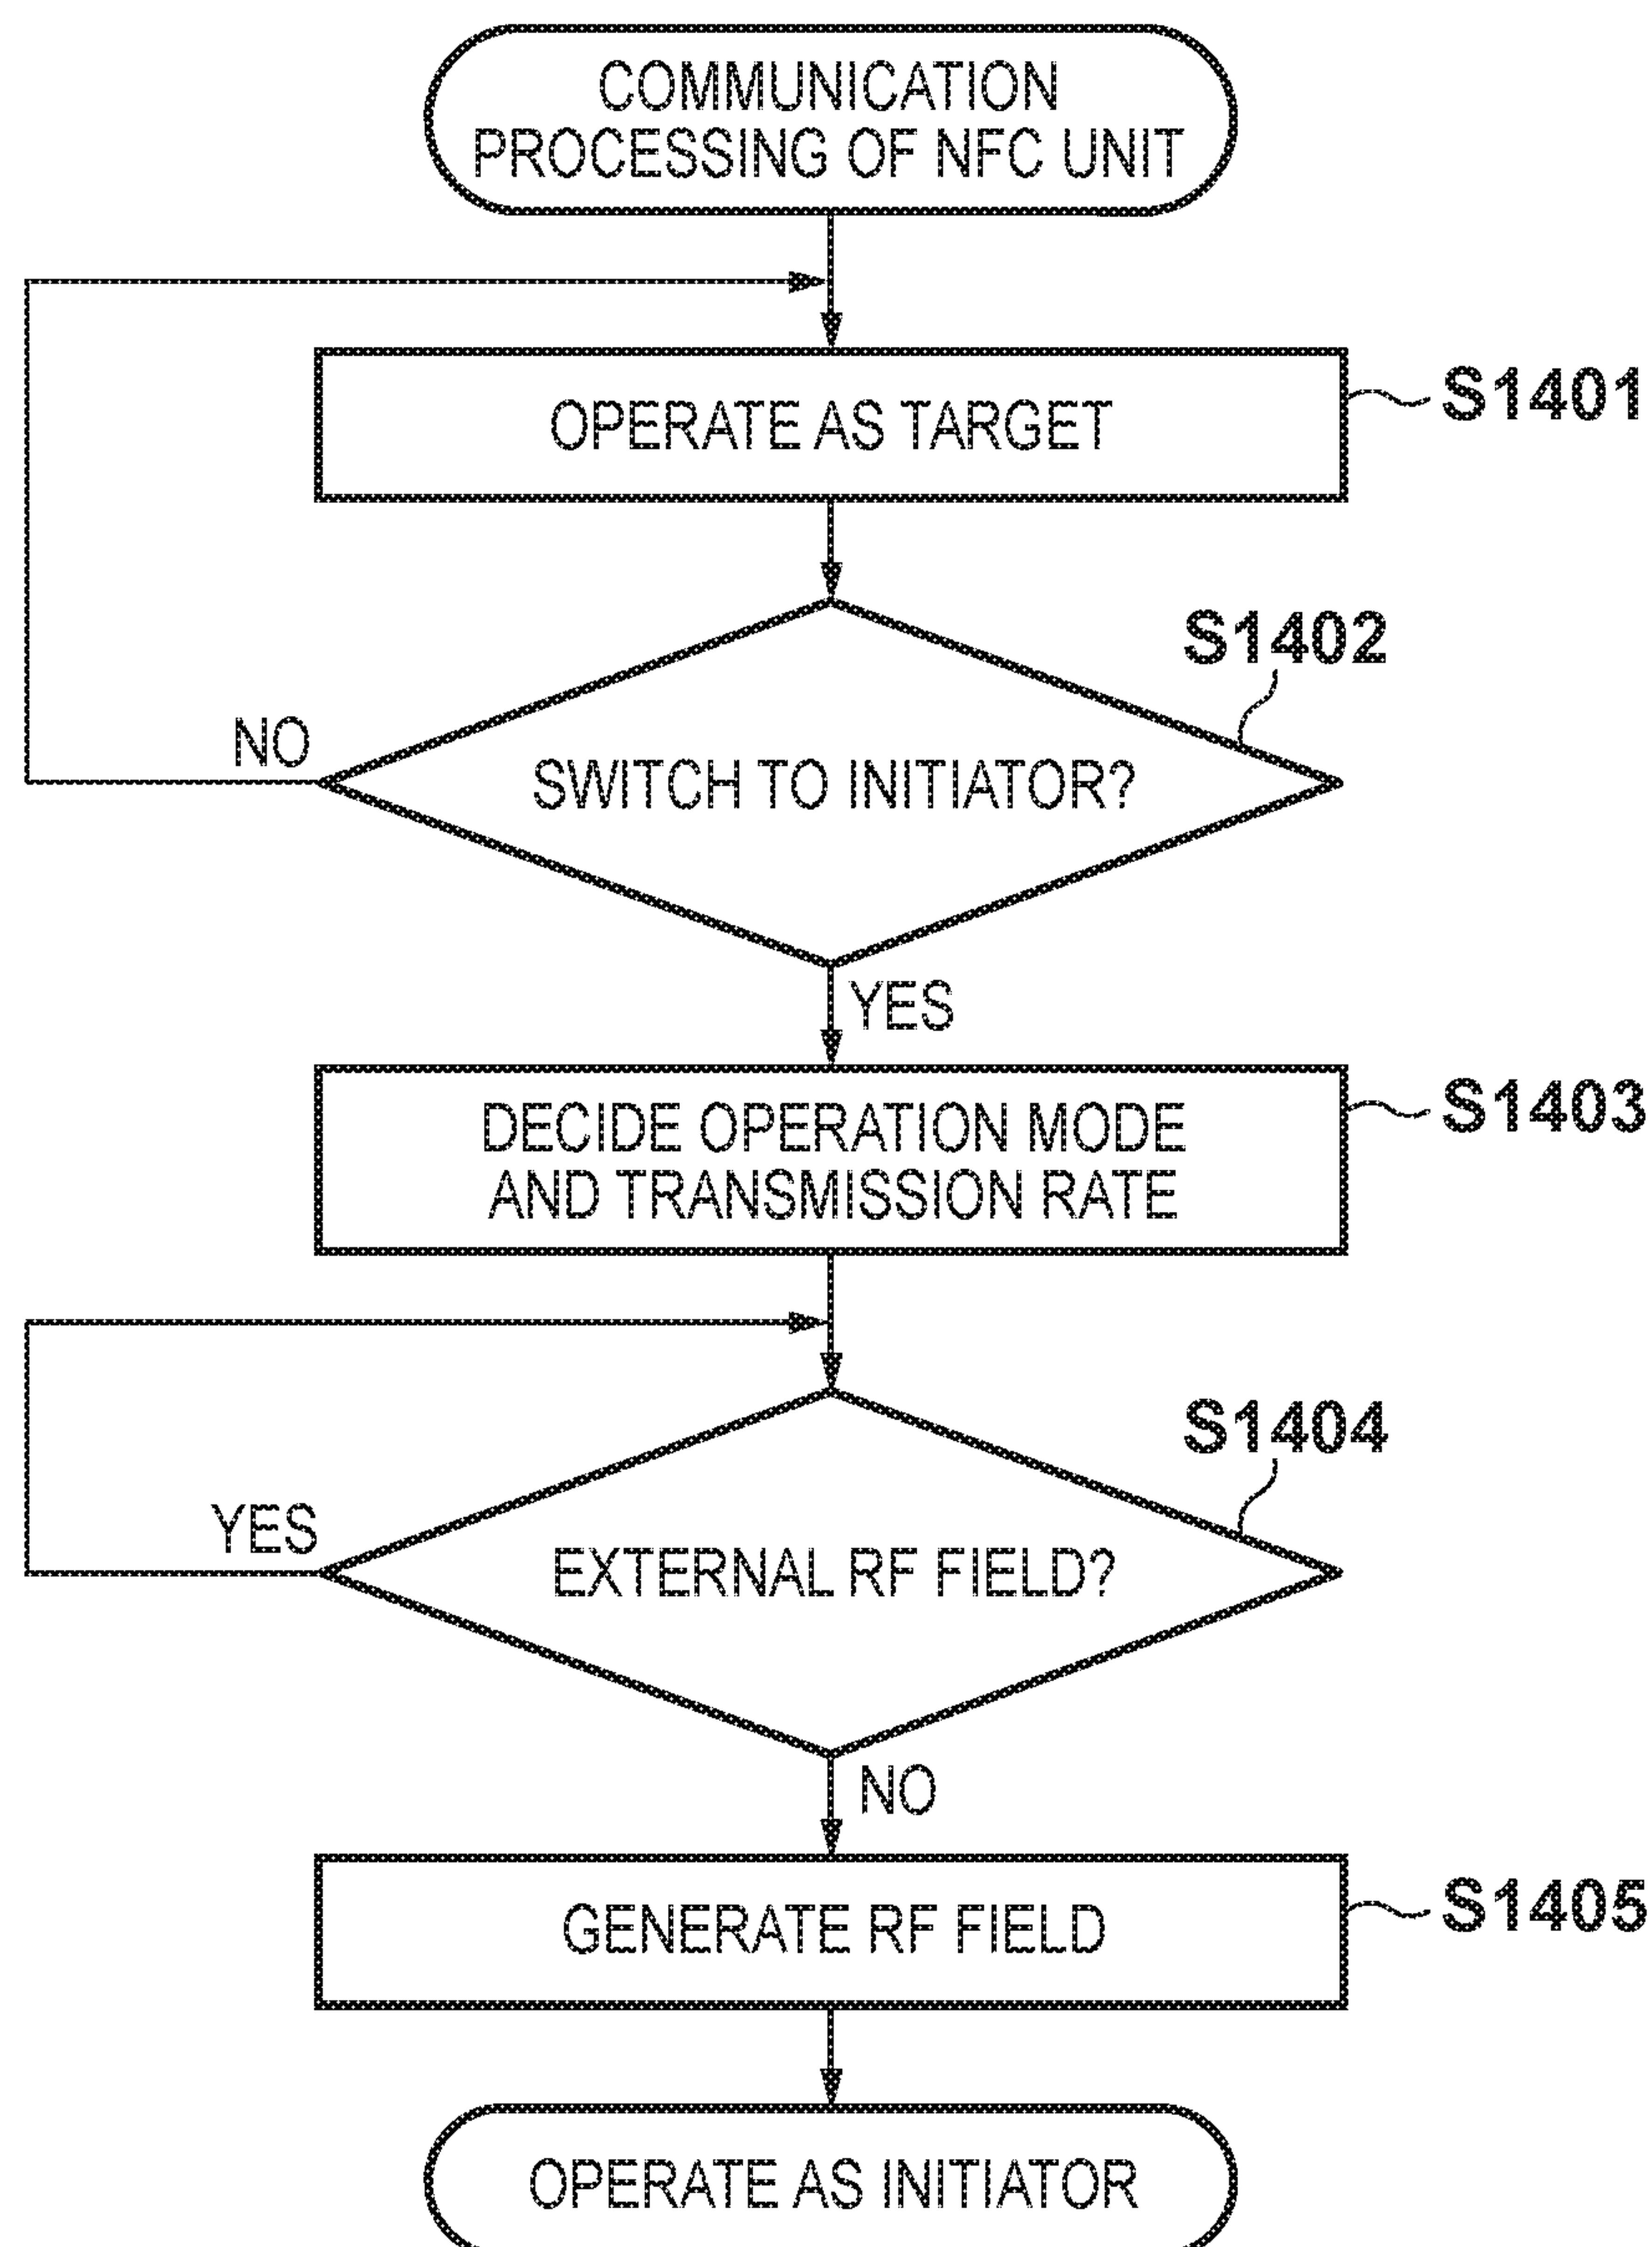 COMMUNICATION
PROCESSING OF NFC UNIT
OPERATE AS TARGET
S1401
S1402
NO
SWITCH TO INITIATOR?
YES
DECIDE OPERATION MODE
AND TRANSMISSION RATE
S1403
S1404
YES
EXTERNAL RF FIELD?
NO
GENERATE RF FIELD
S1405
OPERATE AS INITIATOR